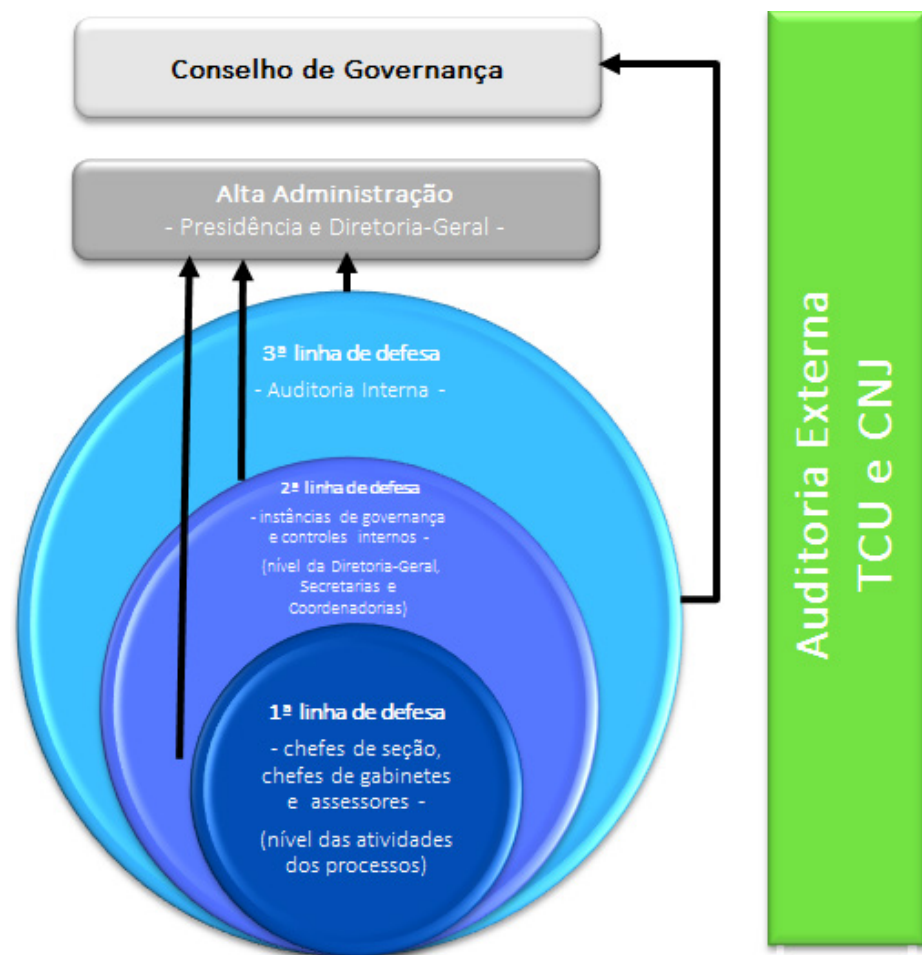 Conselho de Governança
Alta Administração
- Presidência e Diretoria-Geral -
3ª linha de defesa
- Auditoria Interna -
2ª linha de defesa
- instâncias de governança
e controles internos -
(nível da Diretoria-Geral,
Secretarias e
Coordenadorias)
1ª linha de defesa
- chefes de seção,
chefes de gabinetes
e assessores -
(nível das atividades
dos processos)
Auditoria Externa
TCU e CNJ